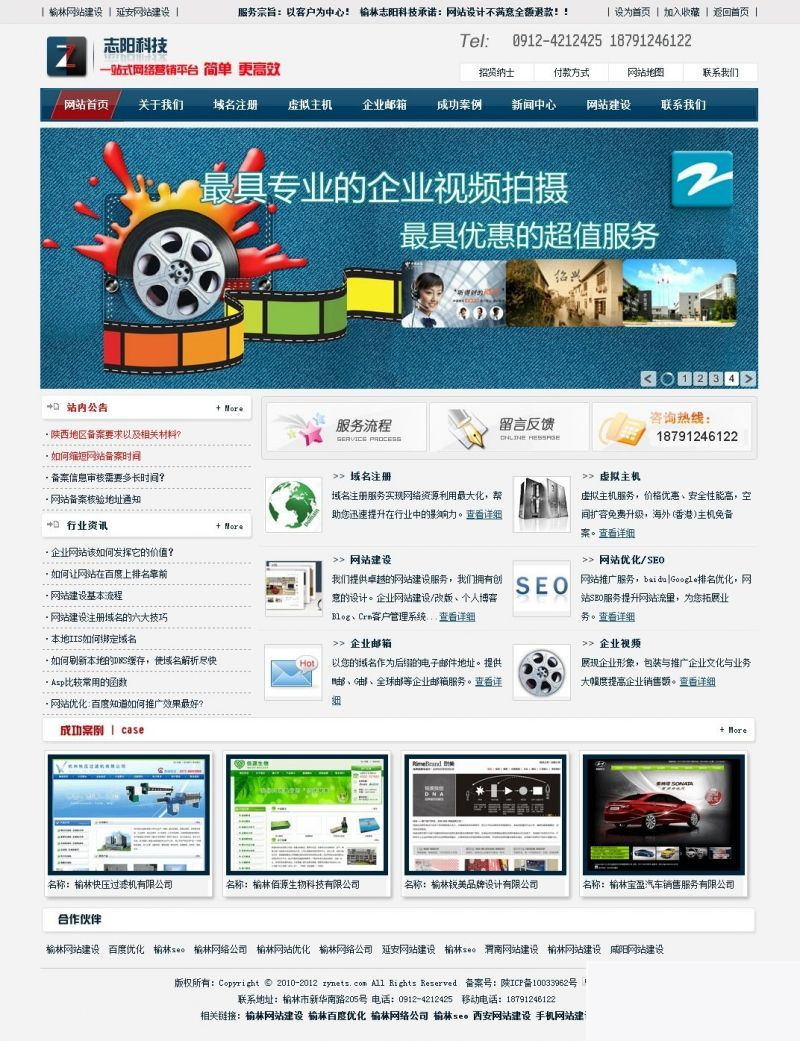 | 榆林网站建设 | 延安网站建设 |
服务宗旨：以客户为中心！ 榆林志阳科技承诺：网站设计不满意全额退款！！
| 设为首页 | 加入收藏 | 返回首页 |
志阳科技
一站式网络营销平台 简单 更高效
Tel: 0912-4212425 18791246122
招贤纳士 付款方式 网站地图 联系我们
网站首页 关于我们 域名注册 虚拟主机 企业邮箱 成功案例 新闻中心 网站建设 联系我们
最具专业的企业视频拍摄
最具优惠的超值服务
1 2 3 4
站内公告 + More
·陕西地区备案要求以及相关材料?
·如何缩短网站备案时间
·备案信息审核需要多长时间?
·网站备案核验地址通知
行业资讯 + More
·企业网站该如何发挥它的价值?
·如何让网站在百度上排名靠前
·网站建设基本流程
·网站建设注册域名的六大技巧
·本地IIS如何绑定域名
·如何刷新本地的DNS缓存，使域名解析尽快
·Asp比较常用的函数
·网站优化:百度知道如何推广效果最好?
服务流程
SERVICE PROCESS
留言反馈
ONLINE MESSAGE
咨询热线：
18791246122
>> 域名注册
域名注册服务实现网络资源利用最大化，帮
助您迅速提升在行业中的影响力。查看详细
>> 虚拟主机
虚拟主机服务，价格优惠、安全性能高，空
间扩容免费升级，海外(香港)主机免备
案。查看详细
>> 网站建设
我们提供卓越的网站建设服务，我们拥有创
意的设计。企业网站建设/改版、个人博客
Blog、Crm客户管理系统...查看详细
SEO
>> 网站优化/SEO
网站推广服务，baidu|Google排名优化，网
站SEO服务提升网站流量，为您拓展业
务。查看详细
Hot
>> 企业邮箱
以您的域名作为后缀的电子邮件地址。提供
M邮、G邮、全球邮等企业邮箱服务。查看详
细
>> 企业视频
展现企业形象，包装与推广企业文化与业务
大幅度提高企业销售额。查看详细
成功案例 | case + More
名称：榆林快压过滤机有限公司
名称：榆林佰源生物科技有限公司
名称：榆林锐美品牌设计有限公司
名称：榆林宝盈汽车销售服务有限公司
合作伙伴
榆林网站建设 百度优化 榆林seo 榆林网络公司 榆林网站优化 榆林网络公司 延安网站建设 榆林seo 渭南网站建设 榆林网站建设 咸阳网站建设
版权所有：Copyright © 2010-2012 zynets.com All Rights Reserved 备案号：陕ICP备10033962号
联系地址：榆林市新华南路205号 电话：0912-4212425 移动电话：18791246122
相关链接：榆林网站建设 榆林百度优化 榆林网络公司 榆林seo 西安网站建设 手机网站建